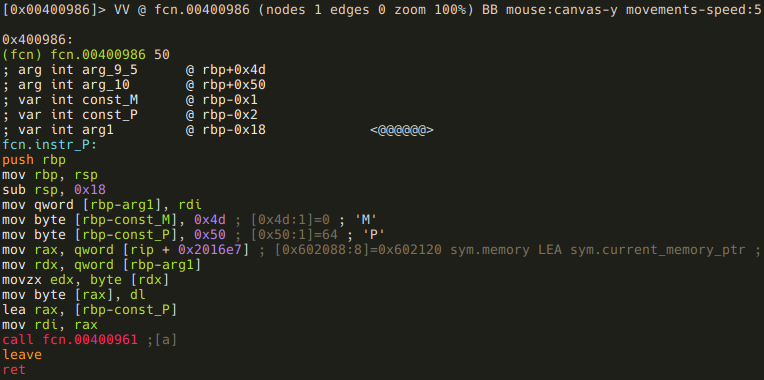 [0x00400986]> VV @ fcn.00400986 (nodes 1 edges 0 zoom 100%) BB mouse:canvas-y movements-speed:5
0x400986:
(fcn) fcn.00400986 50
; arg int arg_9_5 @ rbp+0x4d
; arg int arg_10 @ rbp+0x50
; var int const_M @ rbp-0x1
; var int const_P @ rbp-0x2
; var int arg1 @ rbp-0x18 <@@@@@@>
fcn.instr_P:
push rbp
mov rbp, rsp
sub rsp, 0x18
mov qword [rbp-arg1], rdi
mov byte [rbp-const_M], 0x4d ; [0x4d:1]=0 ; 'M'
mov byte [rbp-const_P], 0x50 ; [0x50:1]=64 ; 'P'
mov rax, qword [rip + 0x2016e7] ; [0x602088:8]=0x602120 sym.memory LEA sym.current_memory_ptr ;
mov rdx, qword [rbp-arg1]
movzx edx, byte [rdx]
mov byte [rax], dl
lea rax, [rbp-const_P]
mov rdi, rax
call fcn.00400961 ;[a]
leave
ret